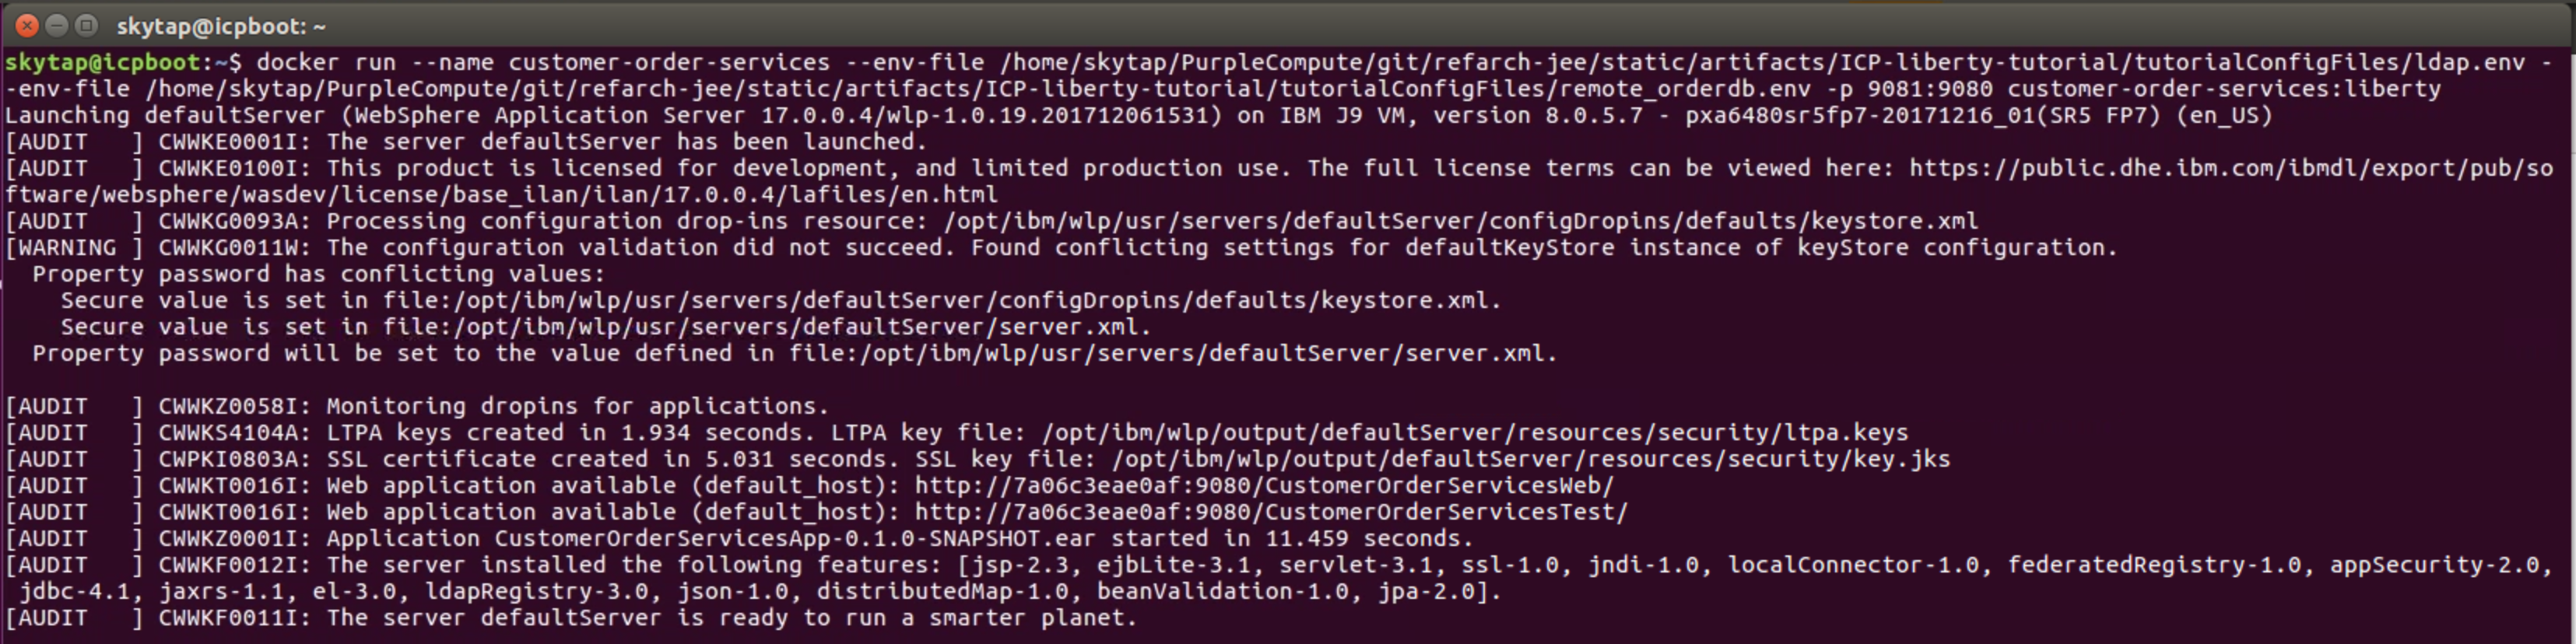 skytap@icpboot: ~
skytap@icpboot:~$ docker run --name customer-order-services --env-file /home/skytap/PurpleCompute/git/refarch-jee/static/artifacts/ICP-liberty-tutorial/tutorialConfigFiles/ldap.env -
-env-file /home/skytap/PurpleCompute/git/refarch-jee/static/artifacts/ICP-liberty-tutorial/tutorialConfigFiles/remote_orderdb.env -p 9081:9080 customer-order-services:liberty
Launching defaultServer (WebSphere Application Server 17.0.0.4/wlp-1.0.19.201712061531) on IBM J9 VM, version 8.0.5.7 - pxa6480sr5fp7-20171216_01(SR5 FP7) (en_US)
[AUDIT   ] CWWKE0001I: The server defaultServer has been launched.
[AUDIT   ] CWWKE0100I: This product is licensed for development, and limited production use. The full license terms can be viewed here: https://public.dhe.ibm.com/ibmdl/export/pub/so
ftware/websphere/wasdev/license/base_ilan/ilan/17.0.0.4/lafiles/en.html
[AUDIT   ] CWWKG0093A: Processing configuration drop-ins resource: /opt/ibm/wlp/usr/servers/defaultServer/configDropins/defaults/keystore.xml
[WARNING ] CWWKG0011W: The configuration validation did not succeed. Found conflicting settings for defaultKeyStore instance of keyStore configuration.
  Property password has conflicting values:
    Secure value is set in file:/opt/ibm/wlp/usr/servers/defaultServer/configDropins/defaults/keystore.xml.
    Secure value is set in file:/opt/ibm/wlp/usr/servers/defaultServer/server.xml.
  Property password will be set to the value defined in file:/opt/ibm/wlp/usr/servers/defaultServer/server.xml.

[AUDIT   ] CWWKZ0058I: Monitoring dropins for applications.
[AUDIT   ] CWWKS4104A: LTPA keys created in 1.934 seconds. LTPA key file: /opt/ibm/wlp/output/defaultServer/resources/security/ltpa.keys
[AUDIT   ] CWPKI0803A: SSL certificate created in 5.031 seconds. SSL key file: /opt/ibm/wlp/output/defaultServer/resources/security/key.jks
[AUDIT   ] CWWKT0016I: Web application available (default_host): http://7a06c3eae0af:9080/CustomerOrderServicesWeb/
[AUDIT   ] CWWKT0016I: Web application available (default_host): http://7a06c3eae0af:9080/CustomerOrderServicesTest/
[AUDIT   ] CWWKZ0001I: Application CustomerOrderServicesApp-0.1.0-SNAPSHOT.ear started in 11.459 seconds.
[AUDIT   ] CWWKF0012I: The server installed the following features: [jsp-2.3, ejbLite-3.1, servlet-3.1, ssl-1.0, jndi-1.0, localConnector-1.0, federatedRegistry-1.0, appSecurity-2.0,
 jdbc-4.1, jaxrs-1.1, el-3.0, ldapRegistry-3.0, json-1.0, distributedMap-1.0, beanValidation-1.0, jpa-2.0].
[AUDIT   ] CWWKF0011I: The server defaultServer is ready to run a smarter planet.